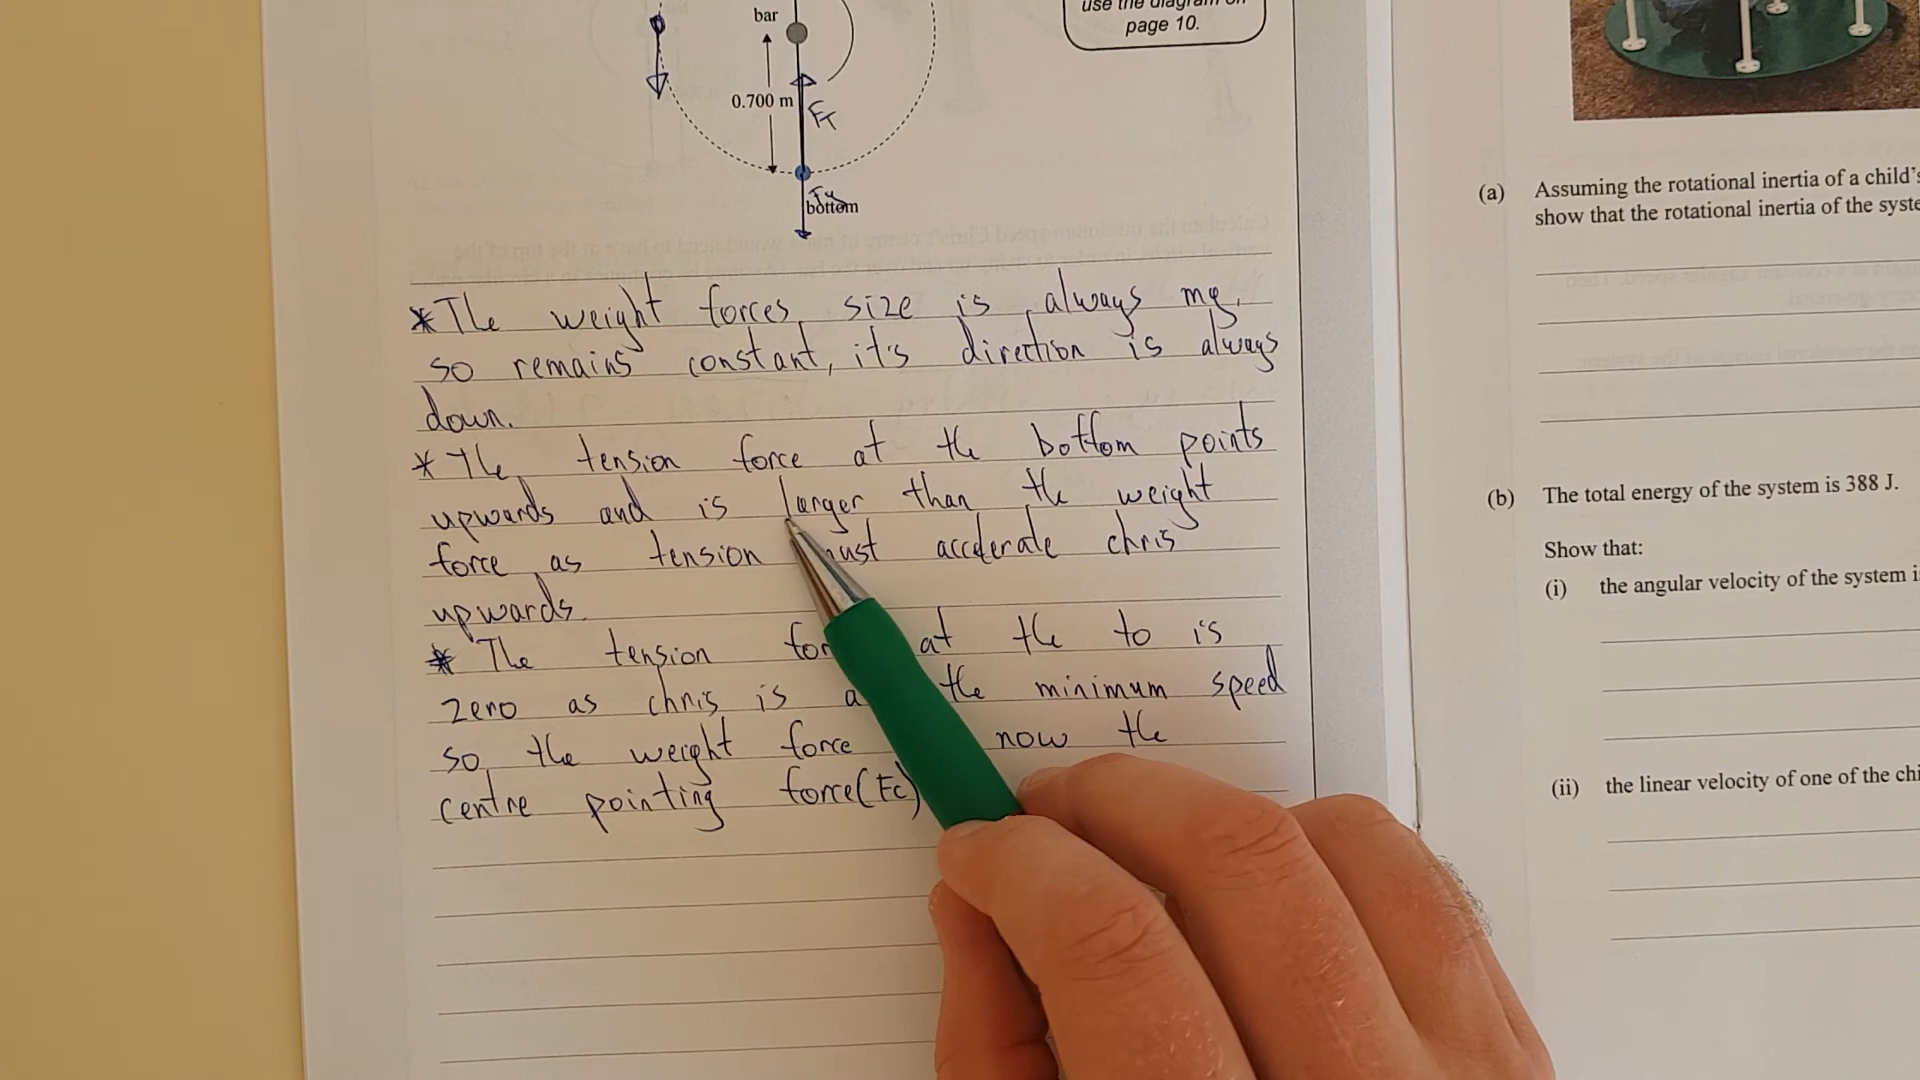 bar
use the diagram on
page 10.
0.700 m
FT
bottom
*The weight forces size is always mg,
so remains constant, it's direction is always
down.
* The tension force at the bottom points
upwards and is larger than the weight
force as tension must accelerate chris
upwards.
* The tension at the to is
zero as chris is the minimum speed
so the weight force now the
centre pointing force(Fc)
(a) Assuming the rotational inertia of a child's
show that the rotational inertia of the
(b) The total energy of the system is 388 J.
Show that:
(i) the angular velocity of the system
(ii) the linear velocity of one of the